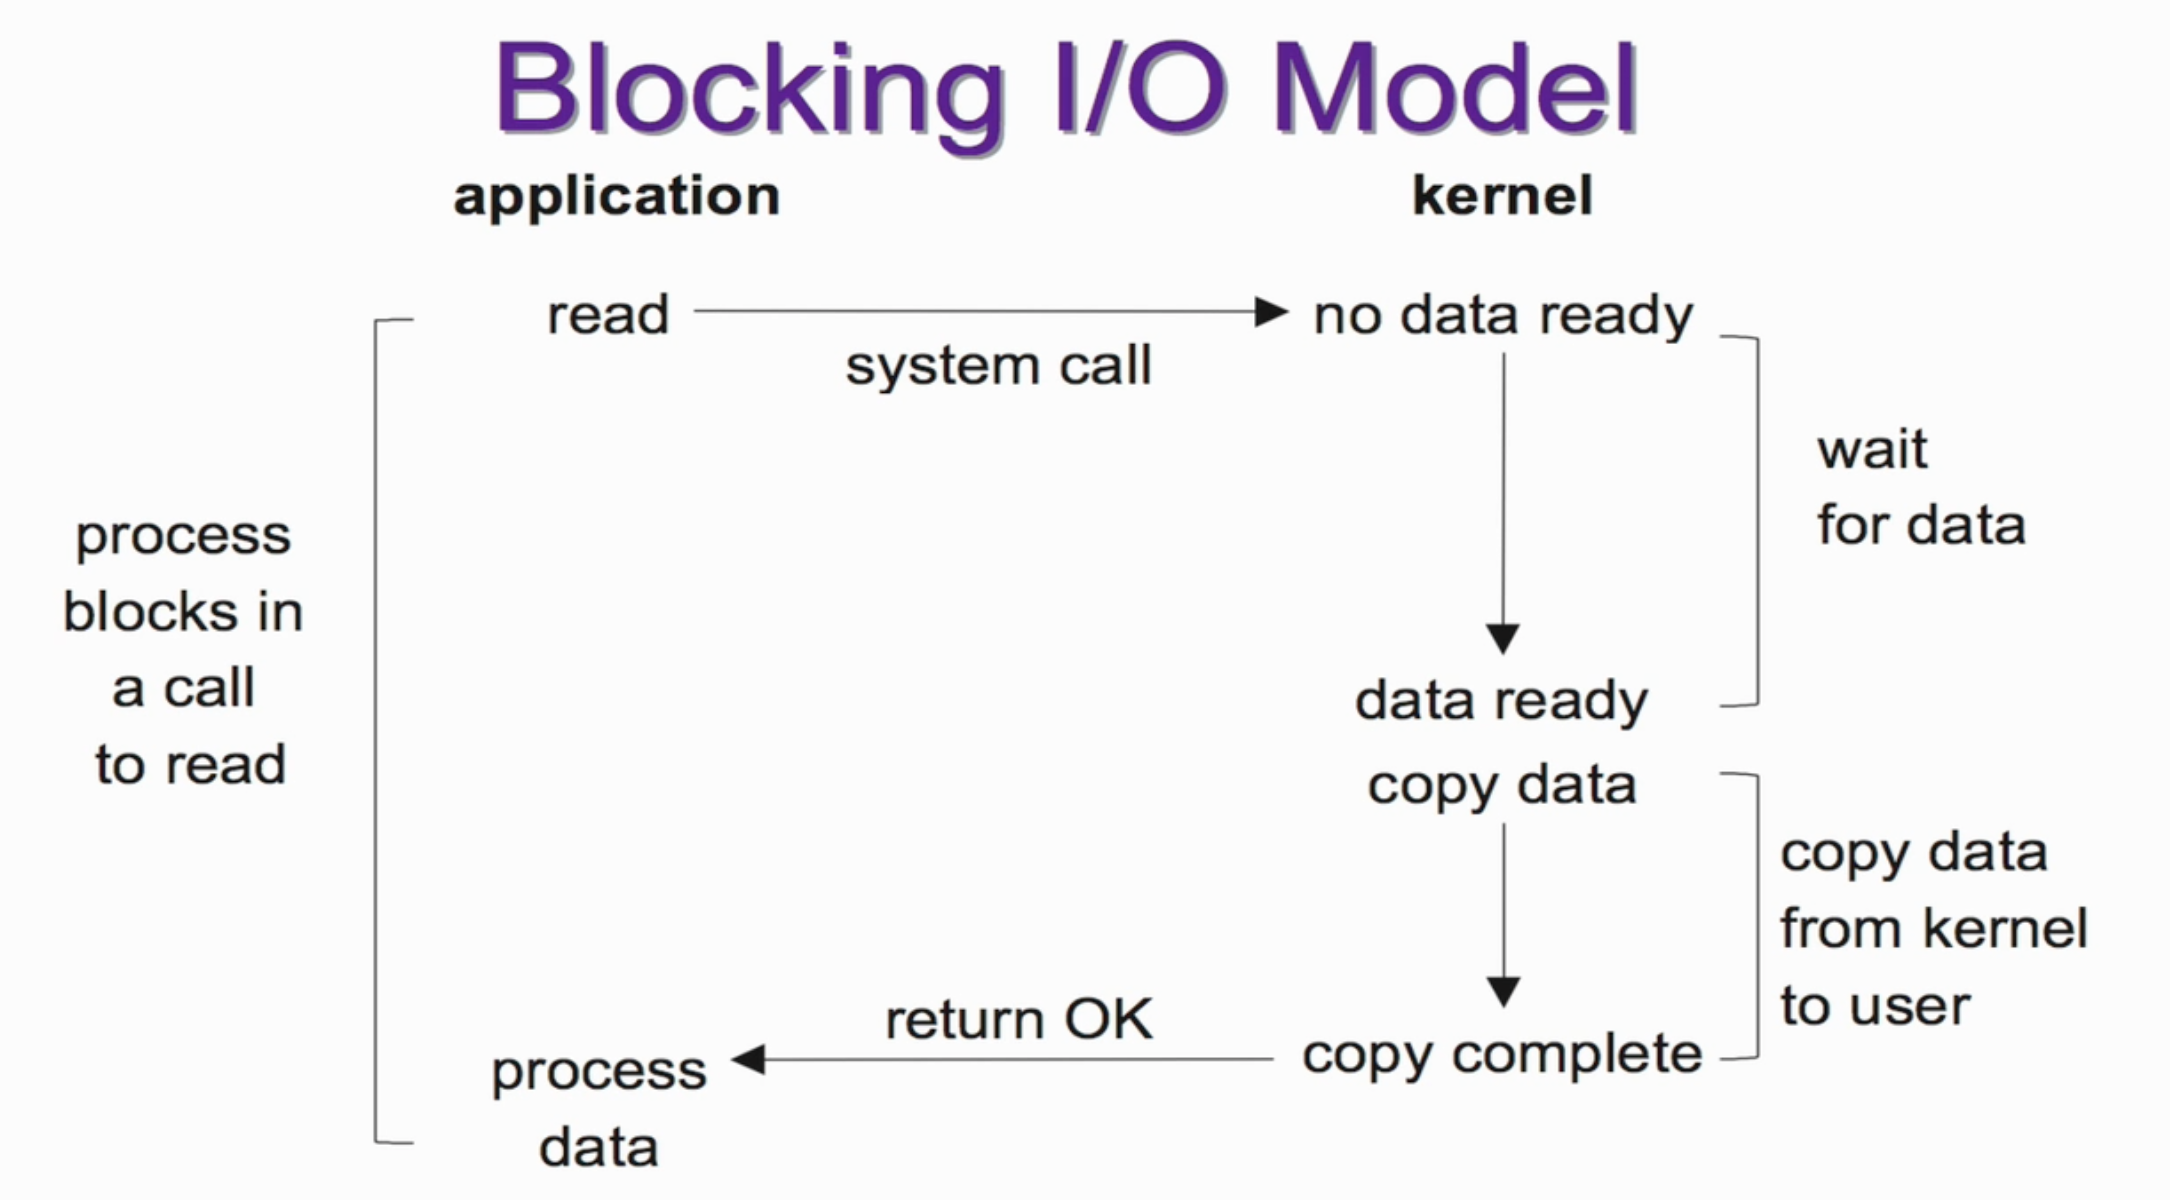 Blocking I/O Model
application
kernel
read
no data ready
system call
wait
for data
process
blocks in
a call
to read
data ready
copy data
copy data
from kernel
to user
return OK
copy complete
process
data